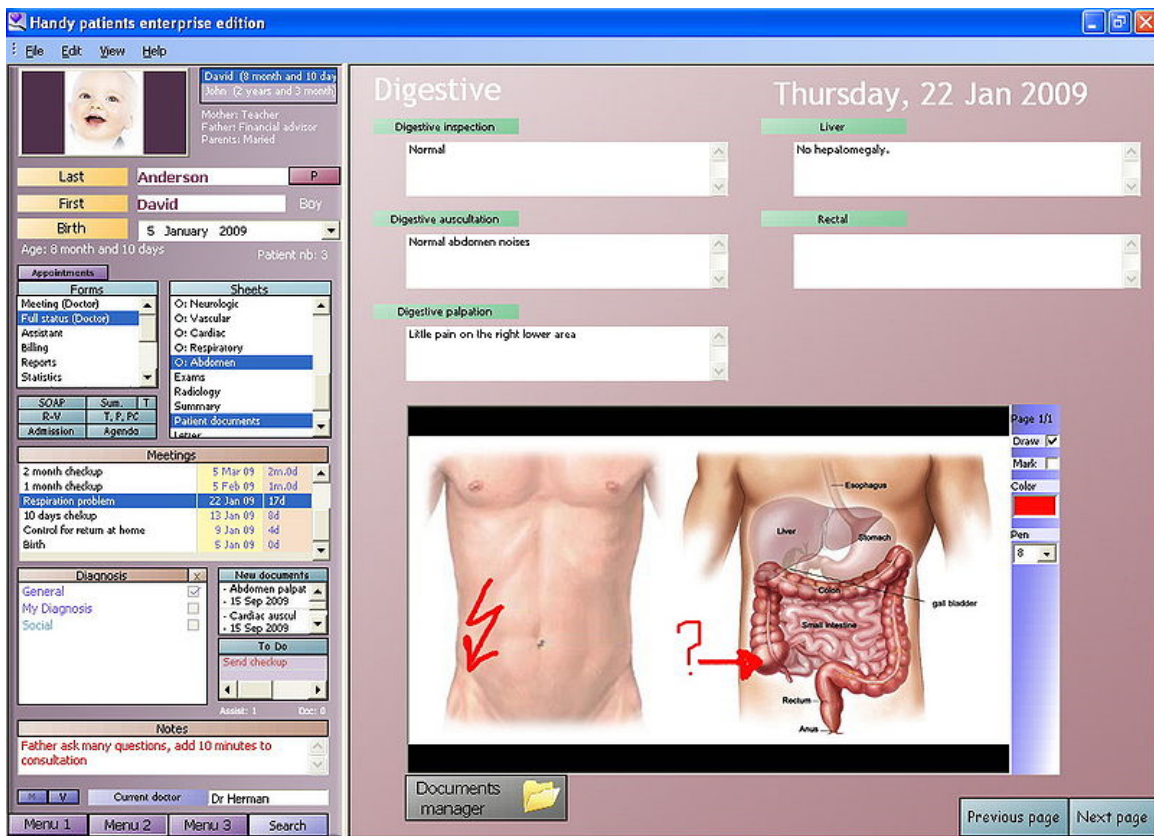 Handy patients enterprise edition
File Edit View Help
David (8 month and 10 day
John (2 years and 3 month)
Mother: Teacher
Father: Financial advisor
Parents: Maried
Last Anderson P
First David Boy
Birth 5 January 2009
Age: 8 month and 10 days Patient nb: 3
Appointments
Forms
Meeting (Doctor)
Full status (Doctor)
Assistant
Billing
Reports
Statistics
Sheets
O: Neurologic
O: Vascular
O: Cardiac
O: Respiratory
O: Abdomen
Exams
Radiology
Summary
Patient documents
Letter
SOAP Sum. T
R-V T, P, PC
Admission Agenda
Meetings
2 month checkup 5 Mar 09 2m.0d
1 month checkup 5 Feb 09 1m.0d
Respiration problem 22 Jan 09 17d
10 days chekup 13 Jan 09 8d
Control for return at home 9 Jan 09 4d
Birth 5 Jan 09 0d
Diagnosis x
General
My Diagnosis
Social
New documents
- Abdomen palpat
- 15 Sep 2009
- Cardiac auscul
- 15 Sep 2009
To Do
Send checkup
Assist: 1 Doc: 0
Notes
Father ask many questions, add 10 minutes to
consultation
M V Current doctor Dr Herman
Menu 1 Menu 2 Menu 3 Search
Digestive Thursday, 22 Jan 2009
Digestive inspection
Normal
Liver
No hepatomegaly.
Digestive auscultation
Normal abdomen noises
Rectal
Digestive palpation
Little pain on the right lower area
Page 1/1
Draw
Mark
Color
Pen
8
Esophagus
Liver
Stomach
Colon
gall bladder
Small intestine
?
Rectum
Anus
Documents
manager
Previous page Next page